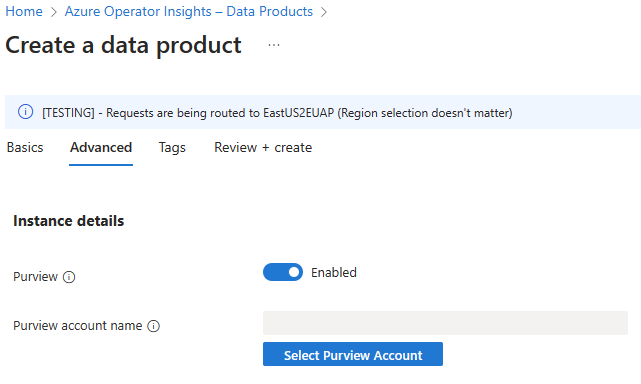 Home > Azure Operator Insights – Data Products >
Create a data product ...
[TESTING] - Requests are being routed to EastUS2EUAP (Region selection doesn't matter)
Basics Advanced Tags Review + create
Instance details
Purview Enabled
Purview account name
Select Purview Account